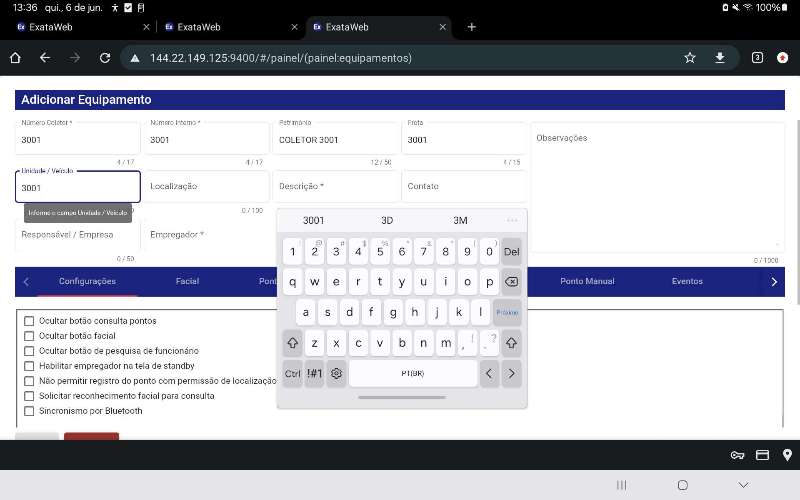 13:36 qui., 6 de jun. 100%
ExataWeb
ExataWeb
ExataWeb
144.22.149.125:9400/#/painel/(painel:equipamentos)
3
Adicionar Equipamento
Número Coletor *
3001
4 / 17
Número Interno *
3001
4 / 17
Patrimônio
COLETOR 3001
12 / 50
Frota
3001
4 / 15
Observações
0 / 1000
Unidade / Veículo
3001
Informe o campo Unidade / Veículo
Localização
0 / 100
Descrição *
Contato
Responsável / Empresa
0 / 50
Empregador *
Configurações
Facial
Pont
Ponto Manual
Eventos
Ocultar botão consulta pontos
Ocultar botão facial
Ocultar botão de pesquisa de funcionário
Habilitar empregador na tela de standby
Não permitir registro do ponto com permissão de localização
Solicitar reconhecimento facial para consulta
Sincronismo por Bluetooth
3001 3D 3M ...
1 2 3 4 5 6 7 8 9 0 Del
q w e r t y u i o p
a s d f g h j k l Próximo
z x c v b n m , ! . ?
Ctrl !#1 PT(BR) < >